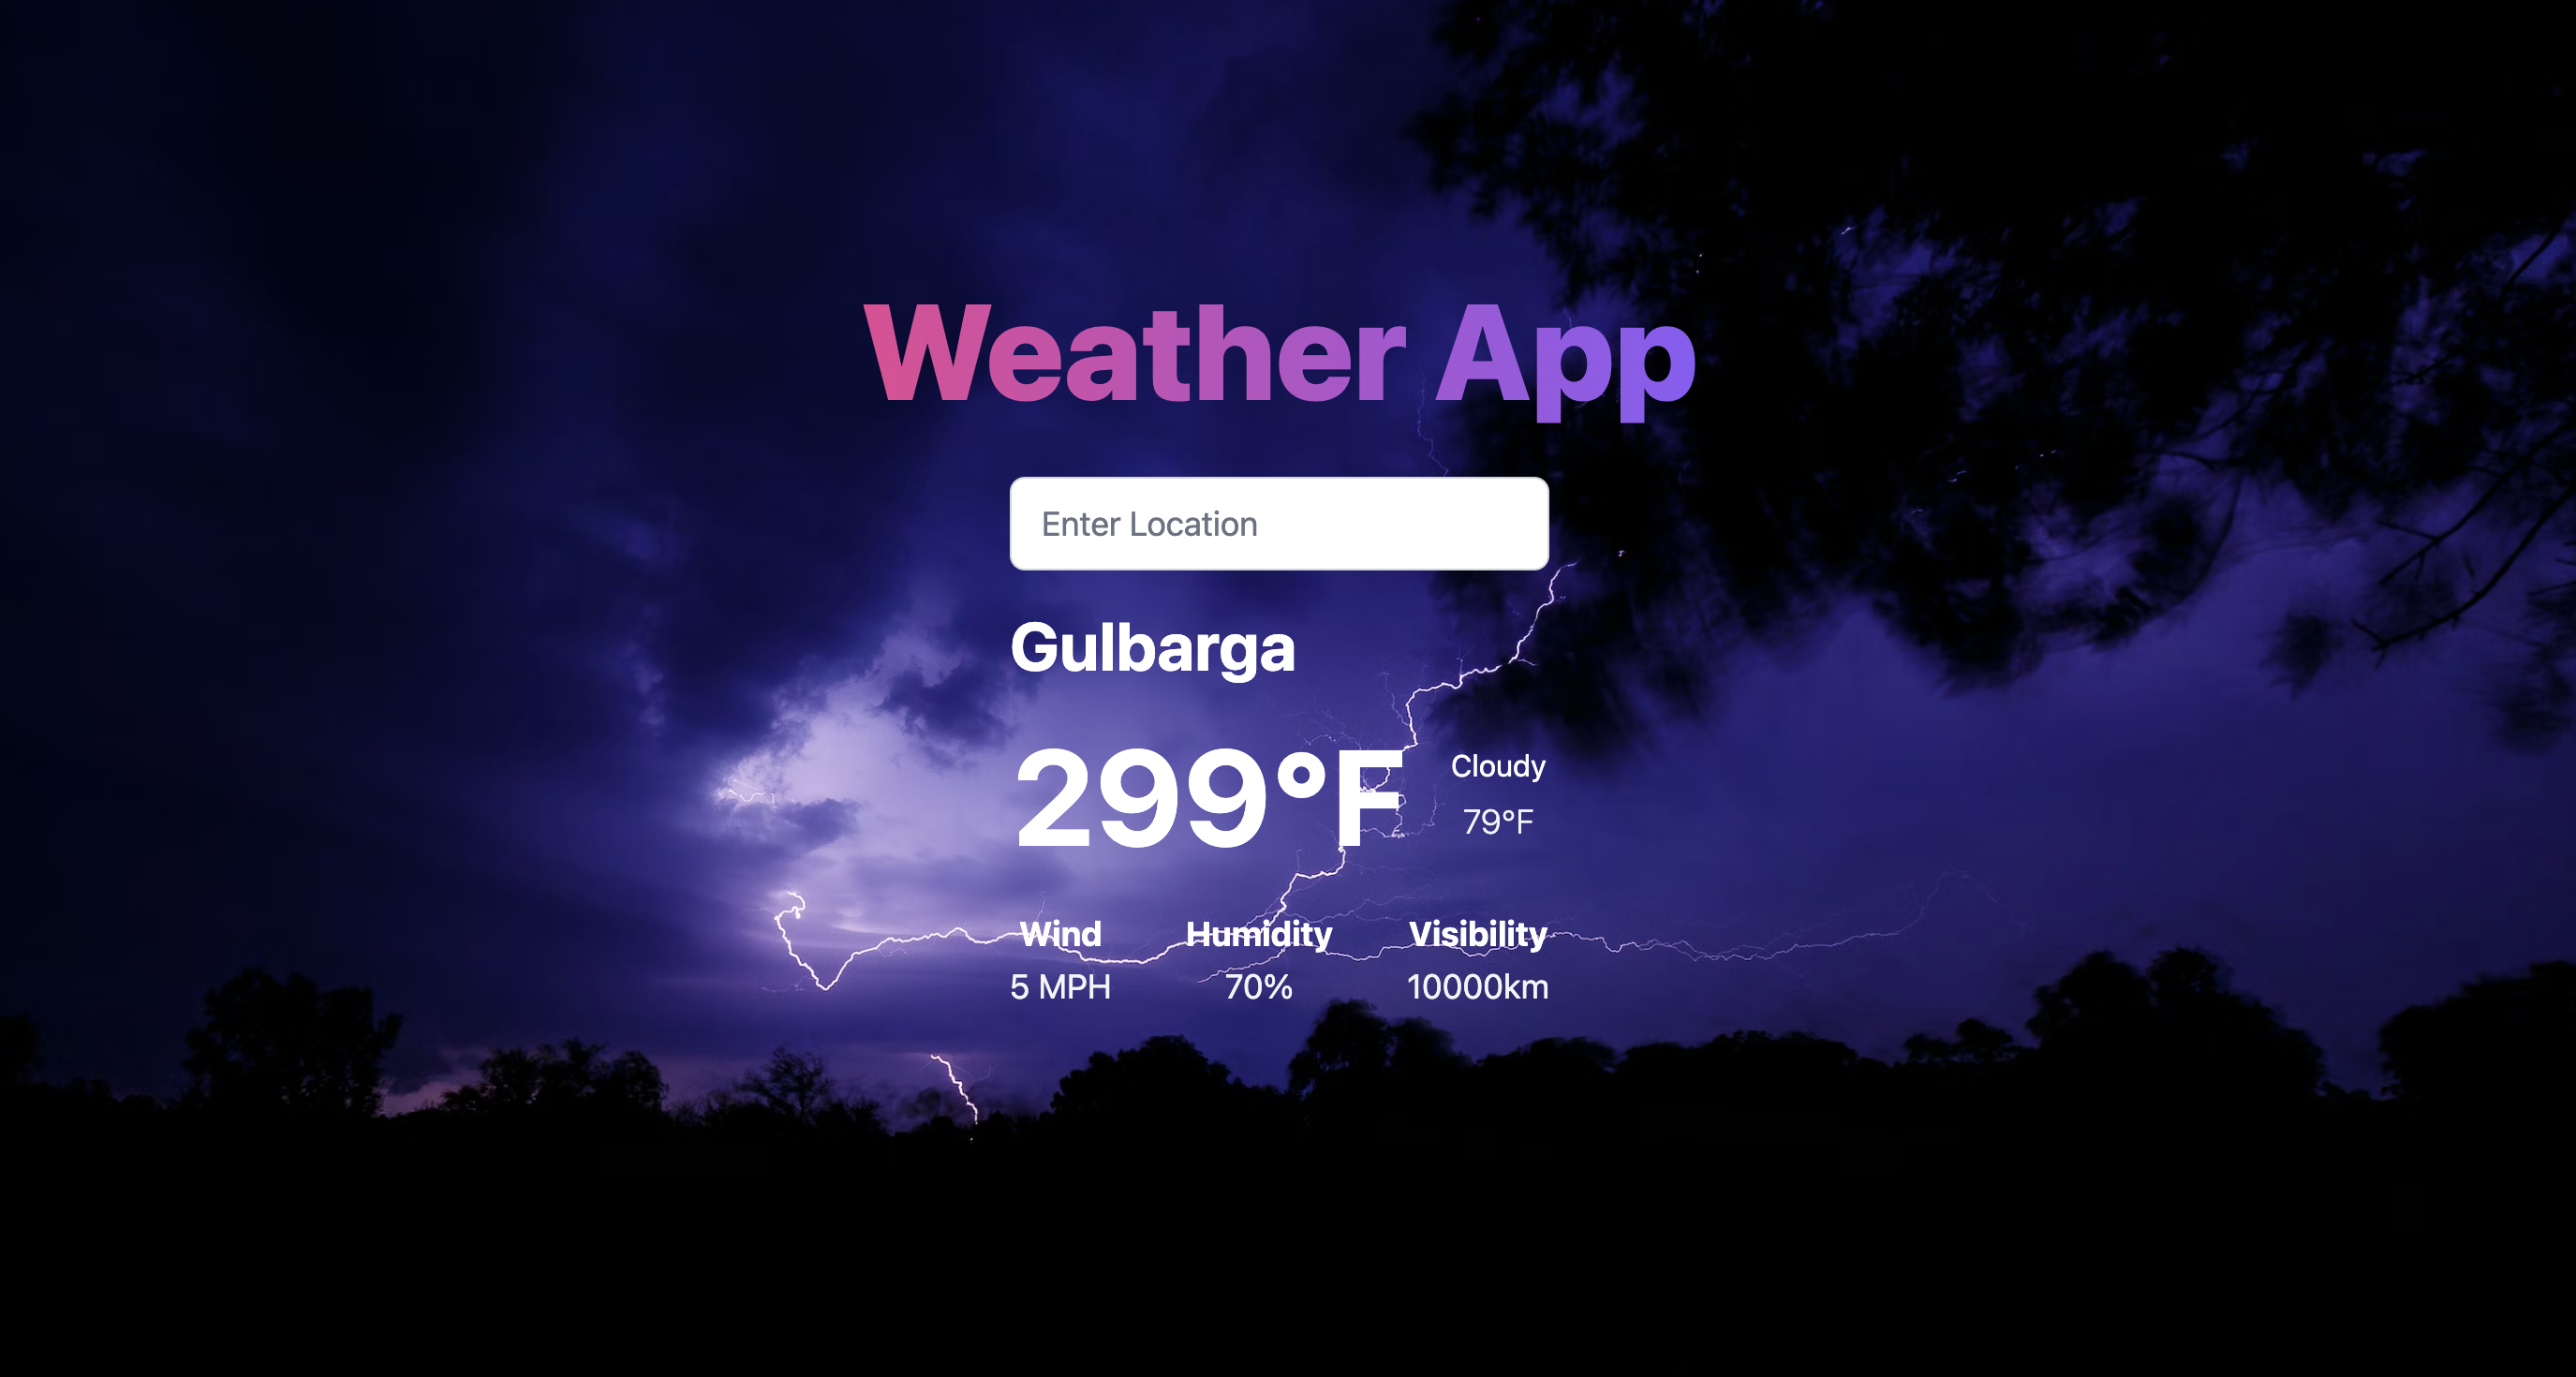 Weather App
Enter Location
Gulbarga
299°F
Cloudy
79°F
Wind Humidity Visibility
5 MPH 70% 10000km